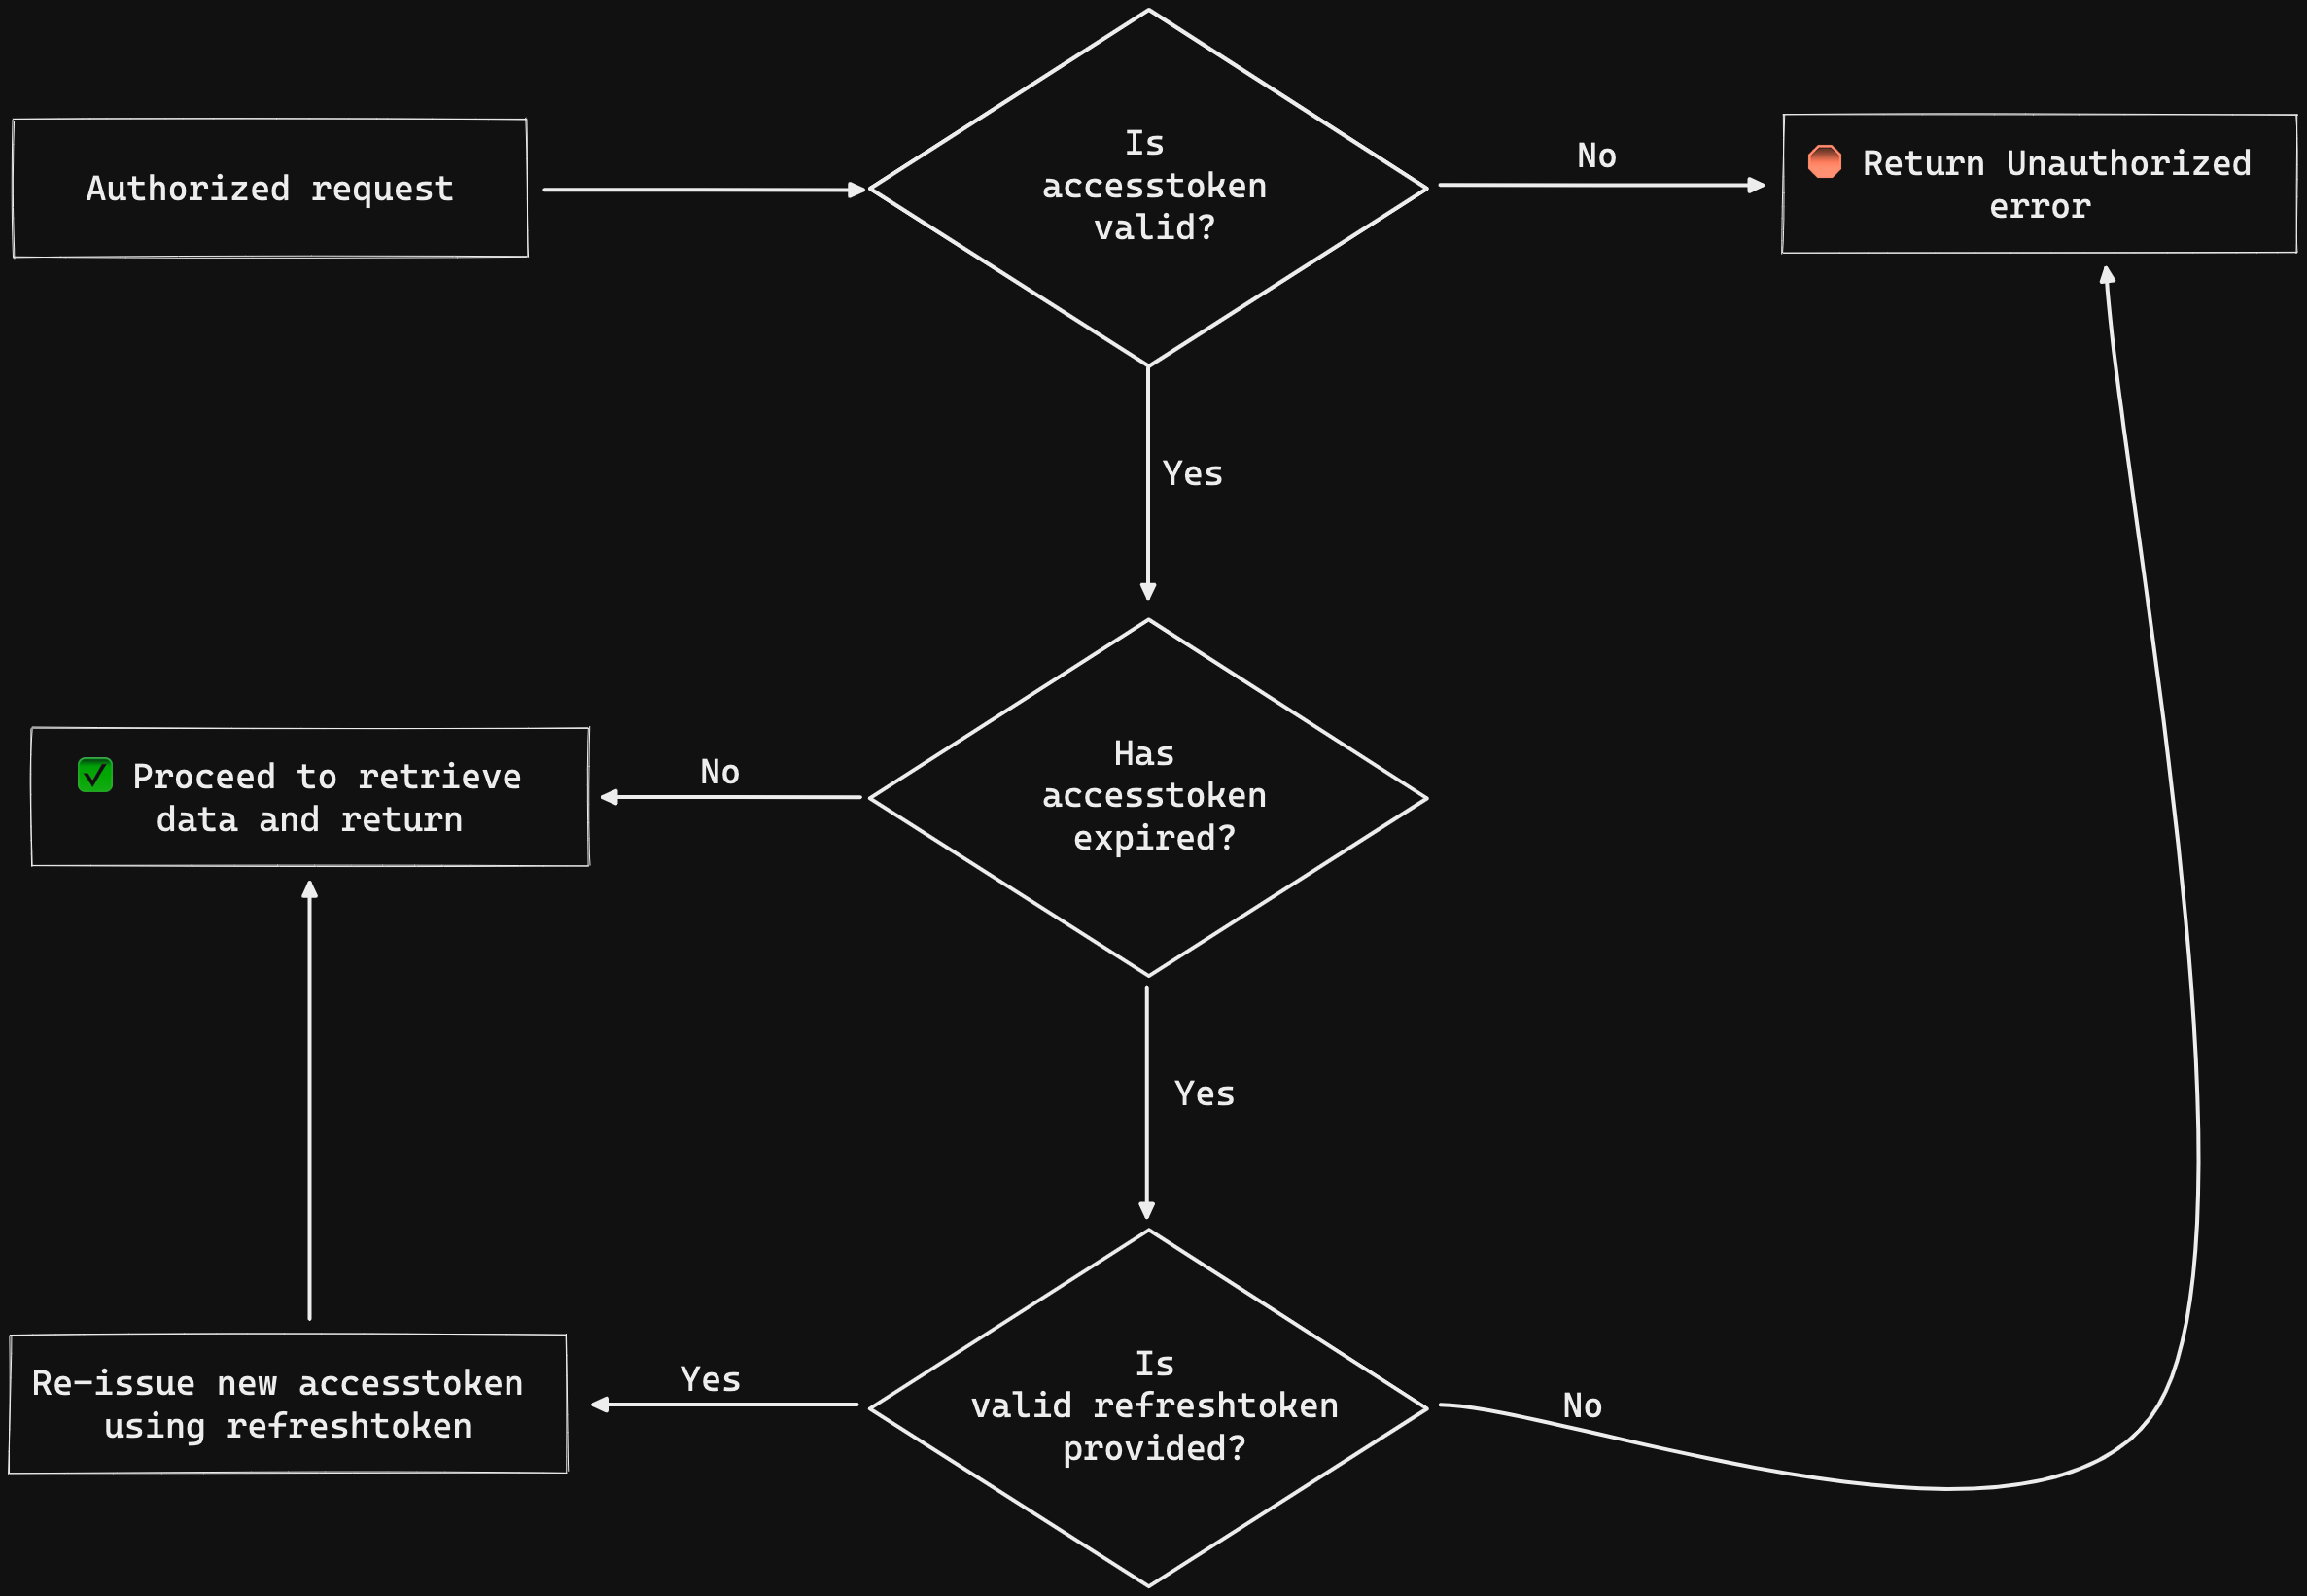 Authorized request
Is
accesstoken
valid?
No
🛑 Return Unauthorized
error
Yes
✅ Proceed to retrieve
data and return
No
Has
accesstoken
expired?
Yes
Re-issue new accesstoken
using refreshtoken
Yes
Is
valid refreshtoken
provided?
No